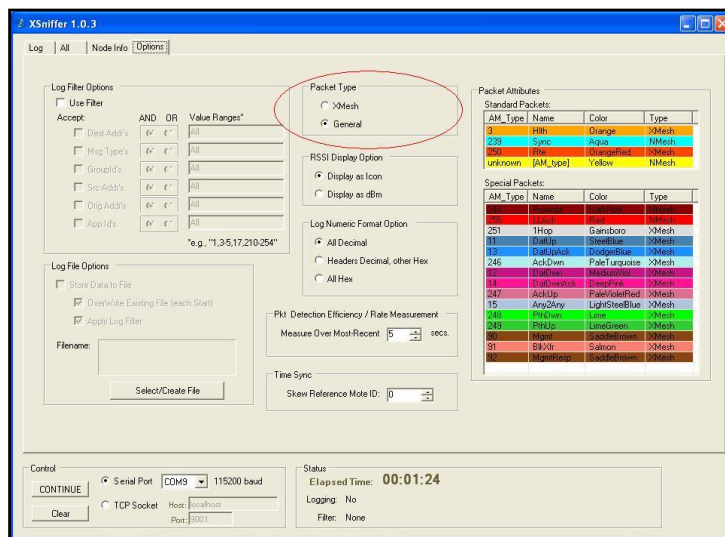 XSniffer 1.0.3
Log All Node Info Options
Log Filter Options
Use Filter
Accept: AND OR Value Ranges*
Dest Addr's All
Msg Type's All
GroupId's All
Src Addr's All
Orig Addr's All
App Id's All
*e.g., "1,3-5,17,210-254"
Log File Options
Store Data to File
OverWrite Existing File (each Start)
Apply Log Filter
Filename:
Select/Create File
Packet Type
XMesh
General
RSSI Display Option
Display as Icon
Display as dBm
Log Numeric Format Option
All Decimal
Headers Decimal, other Hex
All Hex
Pkt Detection Efficiency / Rate Measurement
Measure Over Most-Recent 5 secs.
Time Sync
Skew Reference Mote ID: 0
Packet Attributes
Standard Packets:
AM_Type Name Color Type
3 Hlth Orange XMesh
239 Sync Aqua NMesh
250 Rte OrangeRed XMesh
unknown [AM_type] Yellow NMesh
Special Packets:
AM_Type Name Color Type
XMesh
LLAck Red NMesh
251 1Hop Gainsboro XMesh
11 DatUp SteelBlue XMesh
13 DatUpAck DodgerBlue XMesh
246 AckDwn PaleTurquoise XMesh
12 DatDwn MediumViol. XMesh
14 DatDwnAck DeepPink XMesh
247 AckUp PaleVioletRed XMesh
15 Any2Any LightSteelBlue XMesh
248 PthDwn Lime XMesh
249 PthUp LimeGreen XMesh
90 Mgmt SaddleBrown XMesh
91 BlkXfr Salmon XMesh
92 MgmtResp SaddleBrown XMesh
Control
CONTINUE
Clear
Serial Port COM9 115200 baud
TCP Socket Host: localhost
Port: 9001
Status
Elapsed Time: 00:01:24
Logging: No
Filter: None